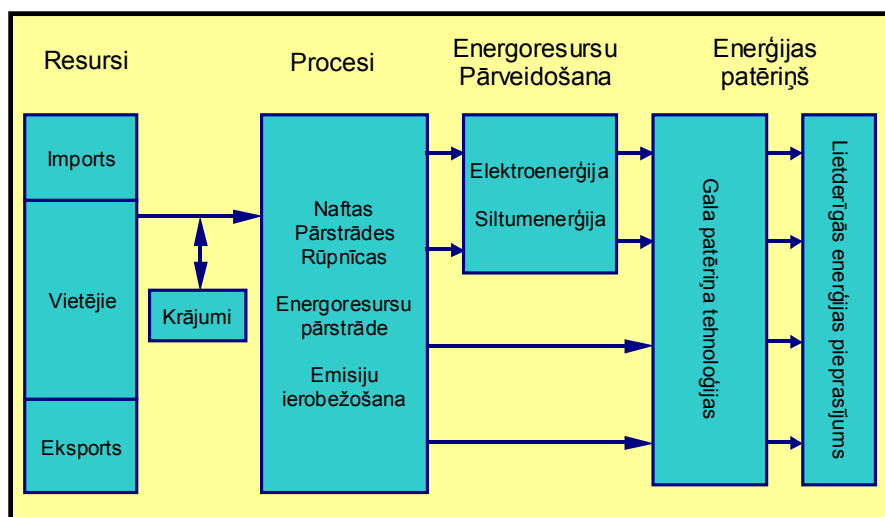 Resursi
Procesi
Energoresursu
Pārveidošana
Enerģijas
patēriņš
Imports
Vietējie
Eksports
Krājumi
Naftas
Pārstrādes
Rūpnīcas
Energoresursu
pārstrāde
Emisiju
ierobežošana
Elektroenerģija
Siltumenerģija
Gala patēriņa tehnoloģijas
Lietderīgās enerģijas pieprasījums